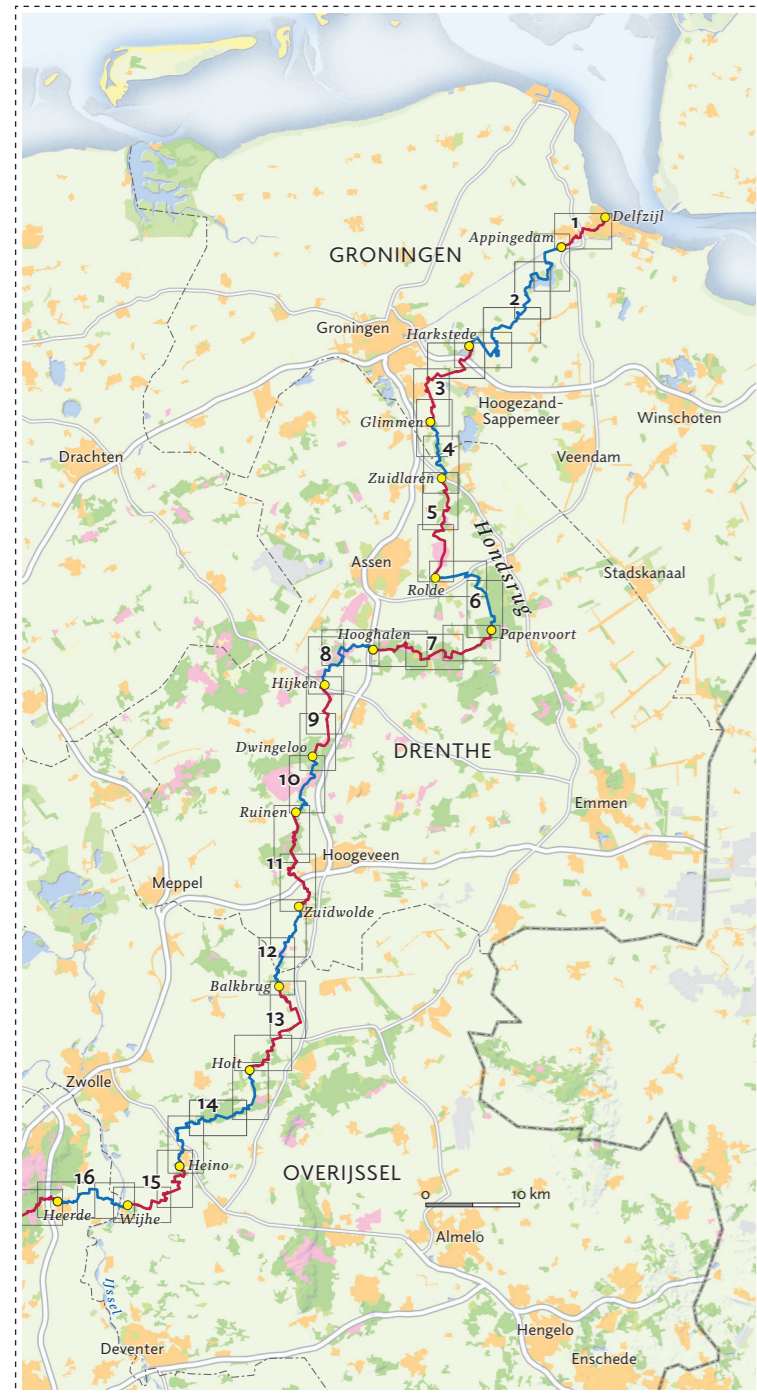 Delfzijl
1
Appingedam
GRONINGEN
2
Groningen
Harkstede
3
Hoogezand-
Sappemeer
Winschoten
Glimmen
4
Drachten
Veendam
Zuidlaren
5
Hondsrug
Assen
Stadskanaal
Rolde
6
Hooghalen
Papenvoort
7
8
Hijken
9
Dwingeloo
DRENTHE
10
Emmen
Ruinen
Hoogeveen
11
Meppel
Zuidwolde
12
Balkbrug
13
Holt
Zwolle
14
Heino
OVERIJSSEL
16
15
0 10 km
Heerde
Wijhe
Almelo
IJssel
Hengelo
Deventer
Enschede